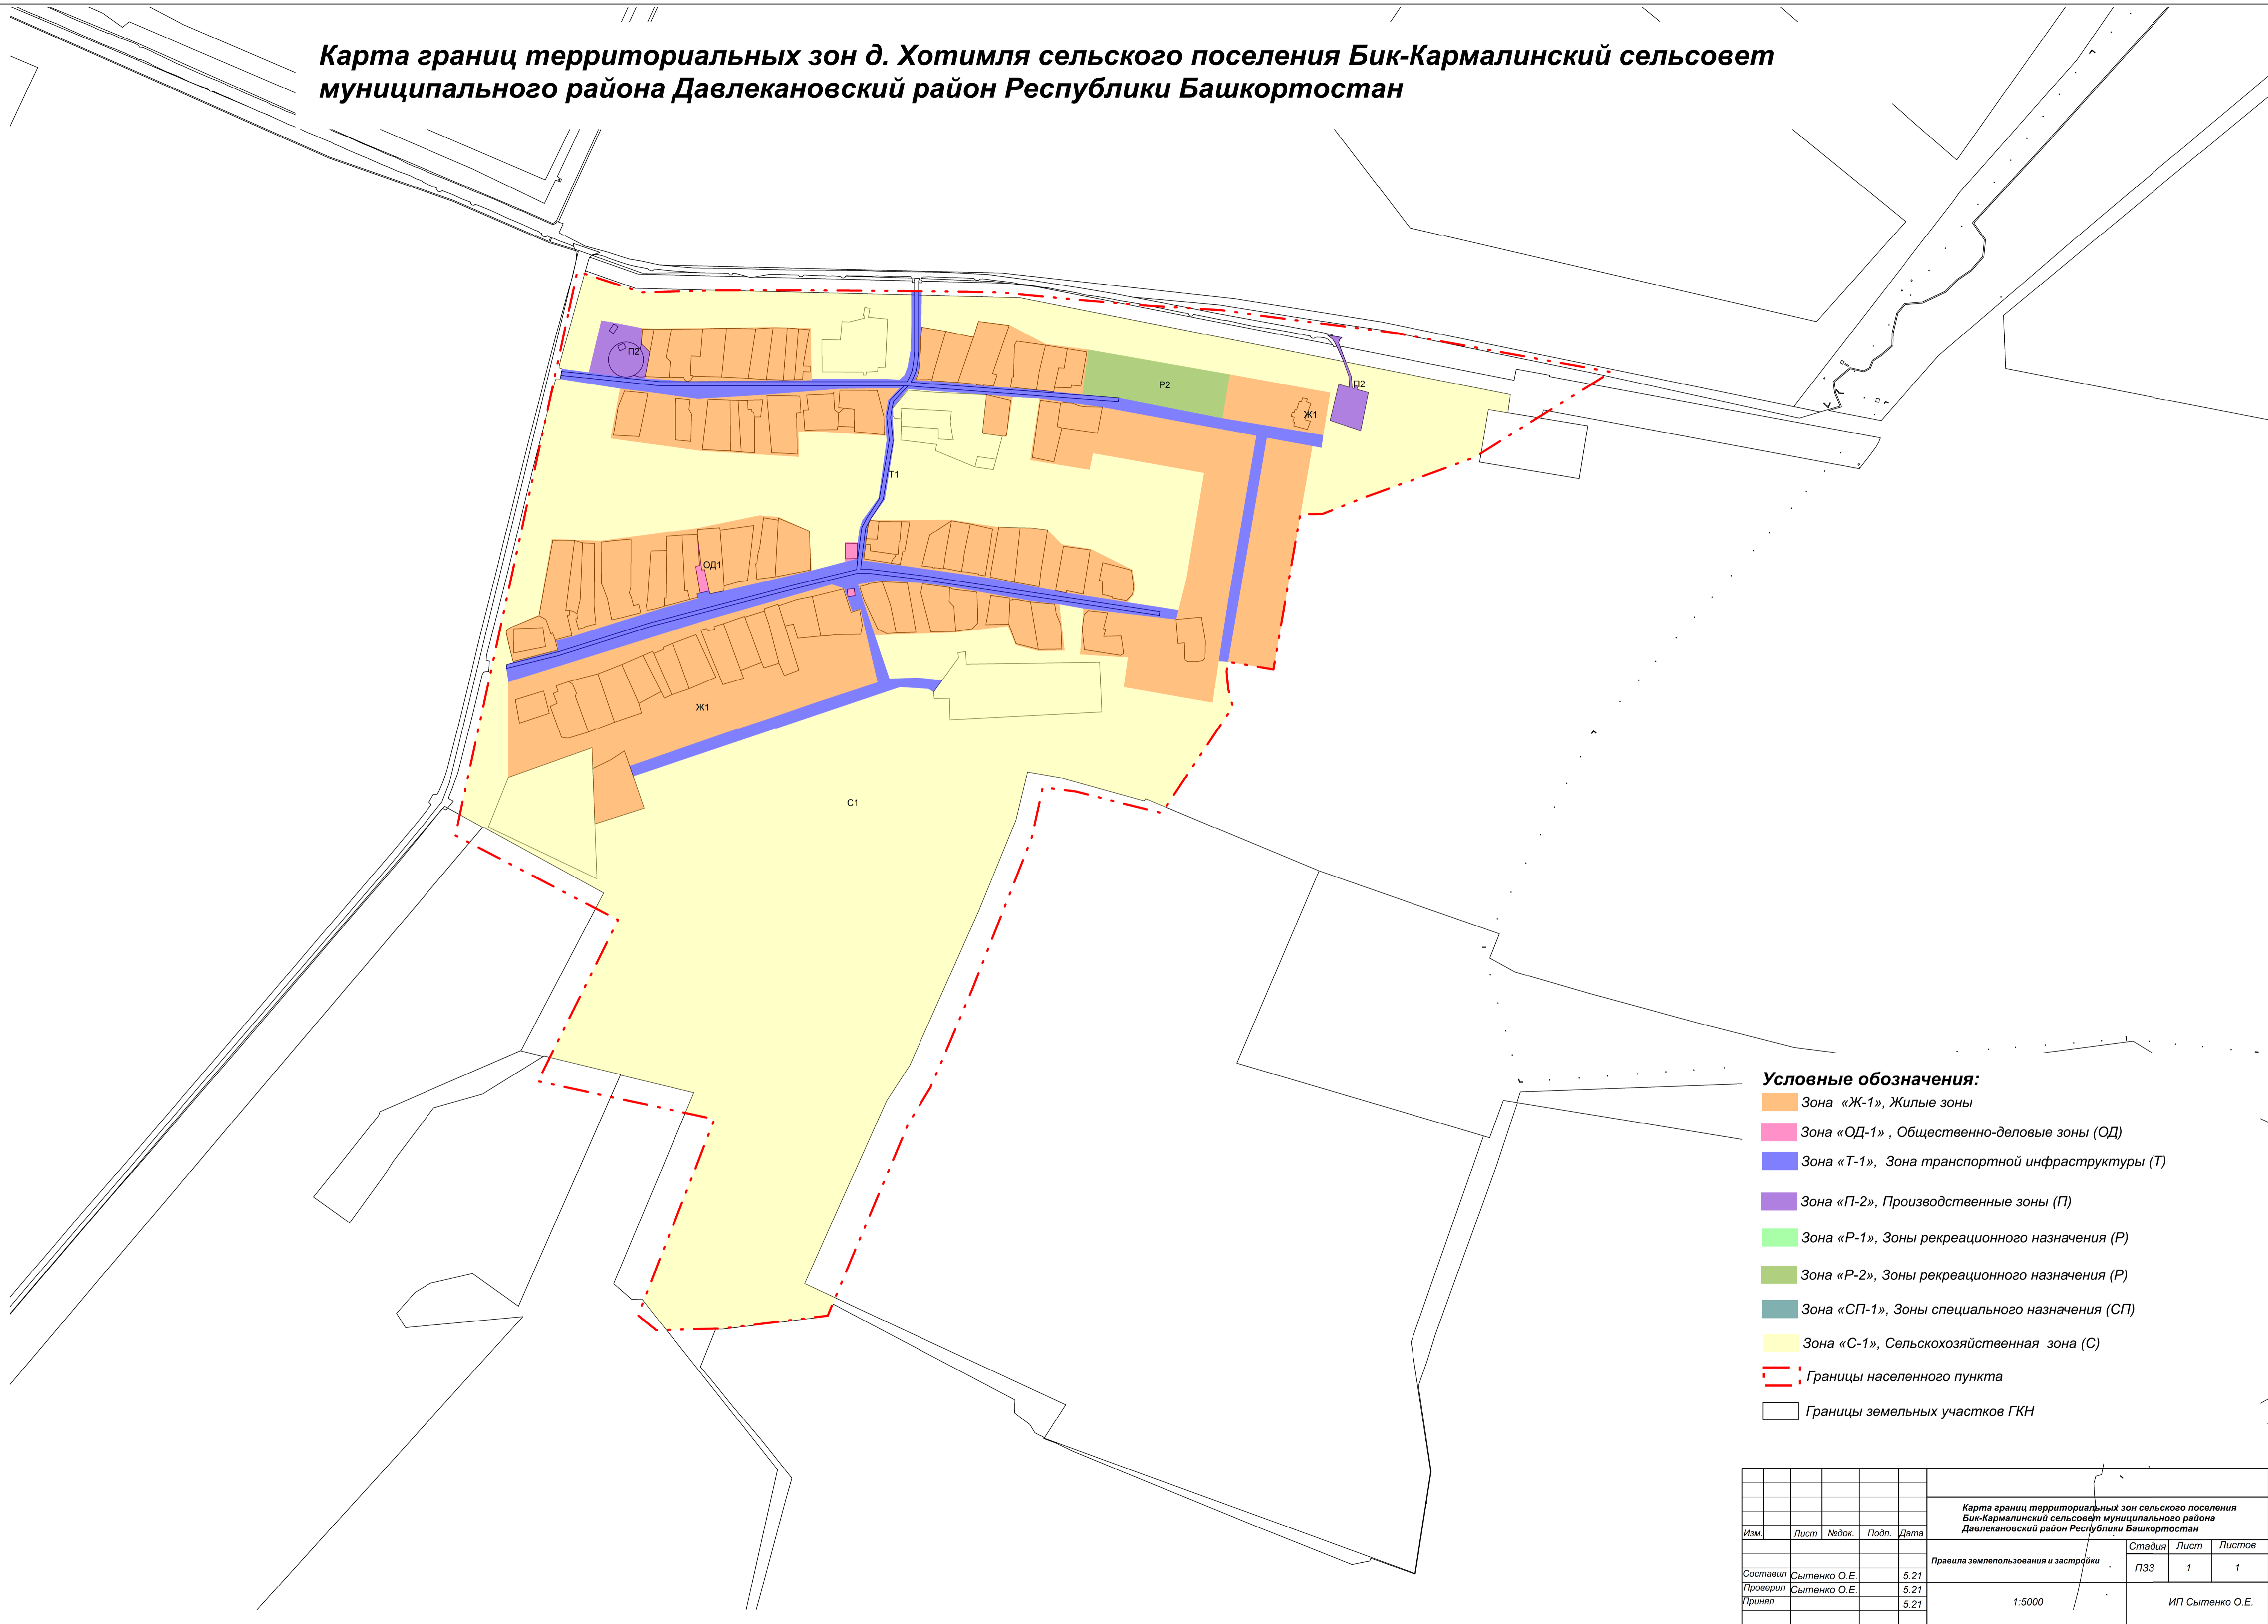 Карта границ территориальных зон д. Хотимля сельского поселения Бик-Кармалинский сельсовет
муниципального района Давлекановский район Республики Башкортостан
П2
Р2
П2
Ж1
Т1
ОД1
Ж1
С1
Условные обозначения:
Зона «Ж-1», Жилые зоны
Зона «ОД-1» , Общественно-деловые зоны (ОД)
Зона «Т-1», Зона транспортной инфраструктуры (Т)
Зона «П-2», Производственные зоны (П)
Зона «Р-1», Зоны рекреационного назначения (Р)
Зона «Р-2», Зоны рекреационного назначения (Р)
Зона «СП-1», Зоны специального назначения (СП)
Зона «С-1», Сельскохозяйственная зона (С)
Границы населенного пункта
Границы земельных участков ГКН
Карта границ территориальных зон сельского поселения
Бик-Кармалинский сельсовет муниципального района
Давлекановский район Республики Башкортостан
Изм. Лист №док. Подп. Дата
Правила землепользования и застройки
Стадия Лист Листов
ПЗЗ 1 1
Составил Сытенко О.Е. 5.21
Проверил Сытенко О.Е. 5.21
Принял 5.21
1:5000
ИП Сытенко О.Е.